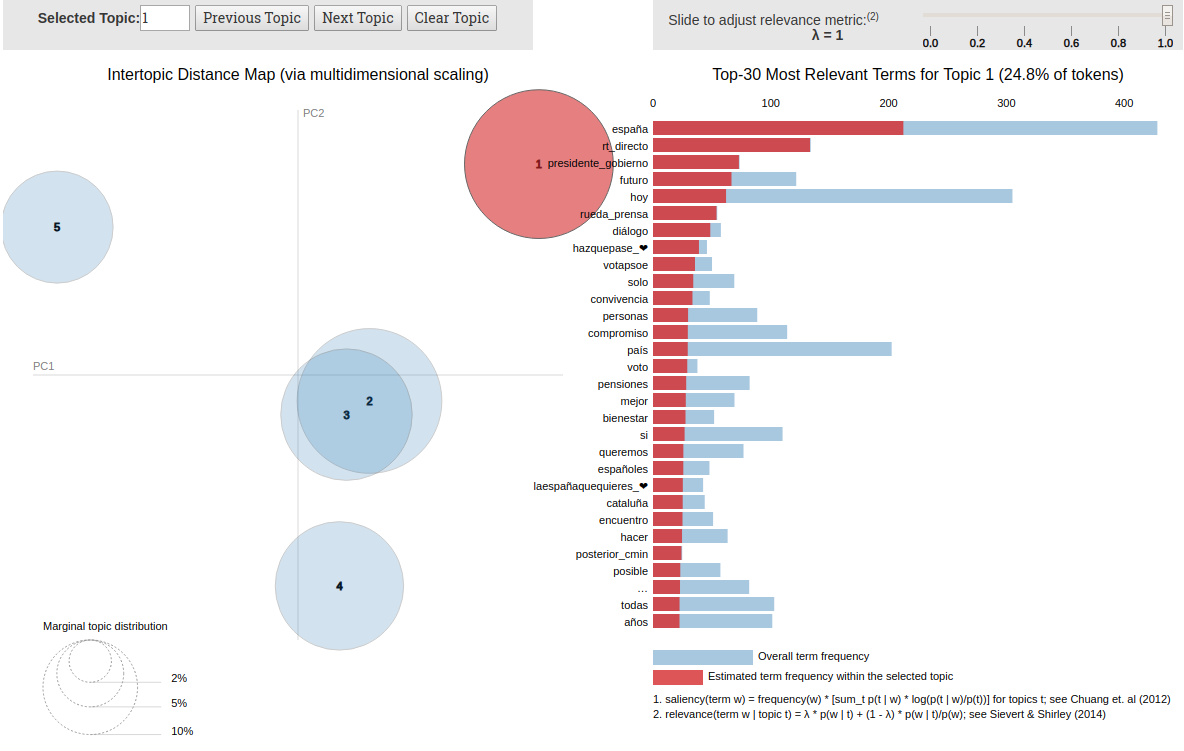 Selected Topic: 1 Previous Topic Next Topic Clear Topic
Slide to adjust relevance metric:(2)
λ = 1
0.0 0.2 0.4 0.6 0.8 1.0
Intertopic Distance Map (via multidimensional scaling)
PC2
PC1
1
5
2
3
4
Marginal topic distribution
2%
5%
10%
Top-30 Most Relevant Terms for Topic 1 (24.8% of tokens)
0 100 200 300 400
españa
rt_directo
presidente_gobierno
futuro
hoy
rueda_prensa
diálogo
hazquepase_❤
votapsoe
solo
convivencia
personas
compromiso
país
voto
pensiones
mejor
bienestar
si
queremos
españoles
laespañaquequieres_❤
cataluña
encuentro
hacer
posterior_cmin
posible
…
todas
años
Overall term frequency
Estimated term frequency within the selected topic
1. saliency(term w) = frequency(w) * [sum_t p(t | w) * log(p(t | w)/p(t))] for topics t; see Chuang et. al (2012)
2. relevance(term w | topic t) = λ * p(w | t) + (1 - λ) * p(w | t)/p(w); see Sievert & Shirley (2014)